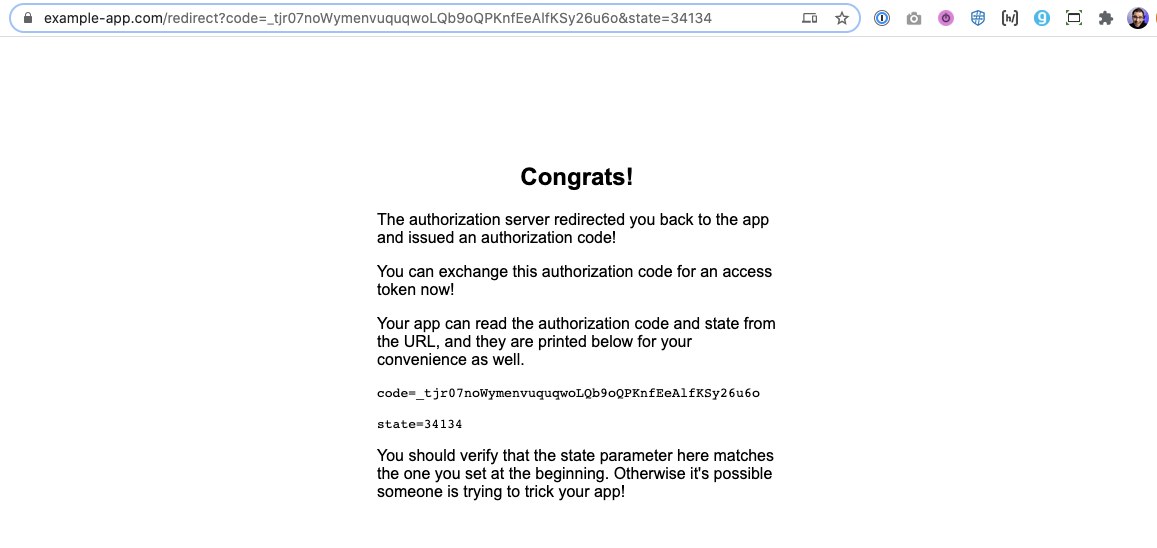 example-app.com/redirect?code=_tjr07noWymenvuquqwoLQb9oQPKnfEeAlfKSy26u6o&state=34134
Congrats!
The authorization server redirected you back to the app
and issued an authorization code!
You can exchange this authorization code for an access
token now!
Your app can read the authorization code and state from
the URL, and they are printed below for your
convenience as well.
code=_tjr07noWymenvuquqwoLQb9oQPKnfEeAlfKSy26u6o
state=34134
You should verify that the state parameter here matches
the one you set at the beginning. Otherwise it's possible
someone is trying to trick your app!